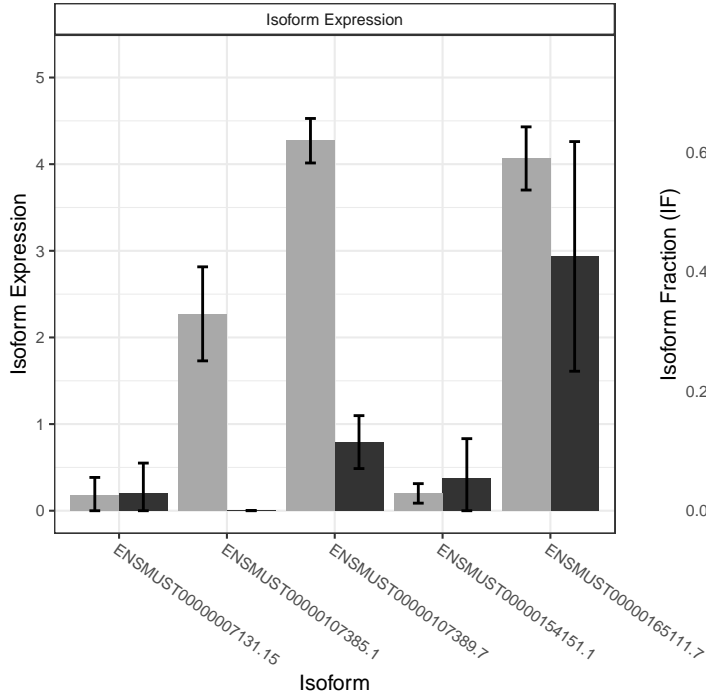 Isoform Expression
5
4
3
2
1
0
Isoform Expression
ENSMUST00000007131.15
ENSMUST00000107385.1
ENSMUST00000107389.7
ENSMUST00000154151.1
ENSMUST00000165111.7
Isoform
0.6
0.4
0.2
0.0
Isoform Fraction (IF)